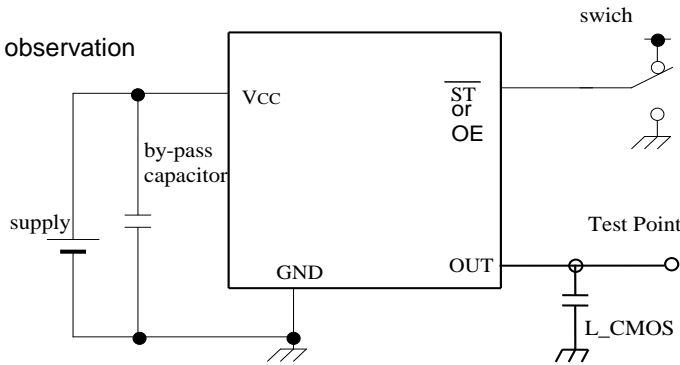 swich
observation
VCC
ST
or
OE
by-pass
capacitor
supply
Test Point
GND
OUT
L_CMOS